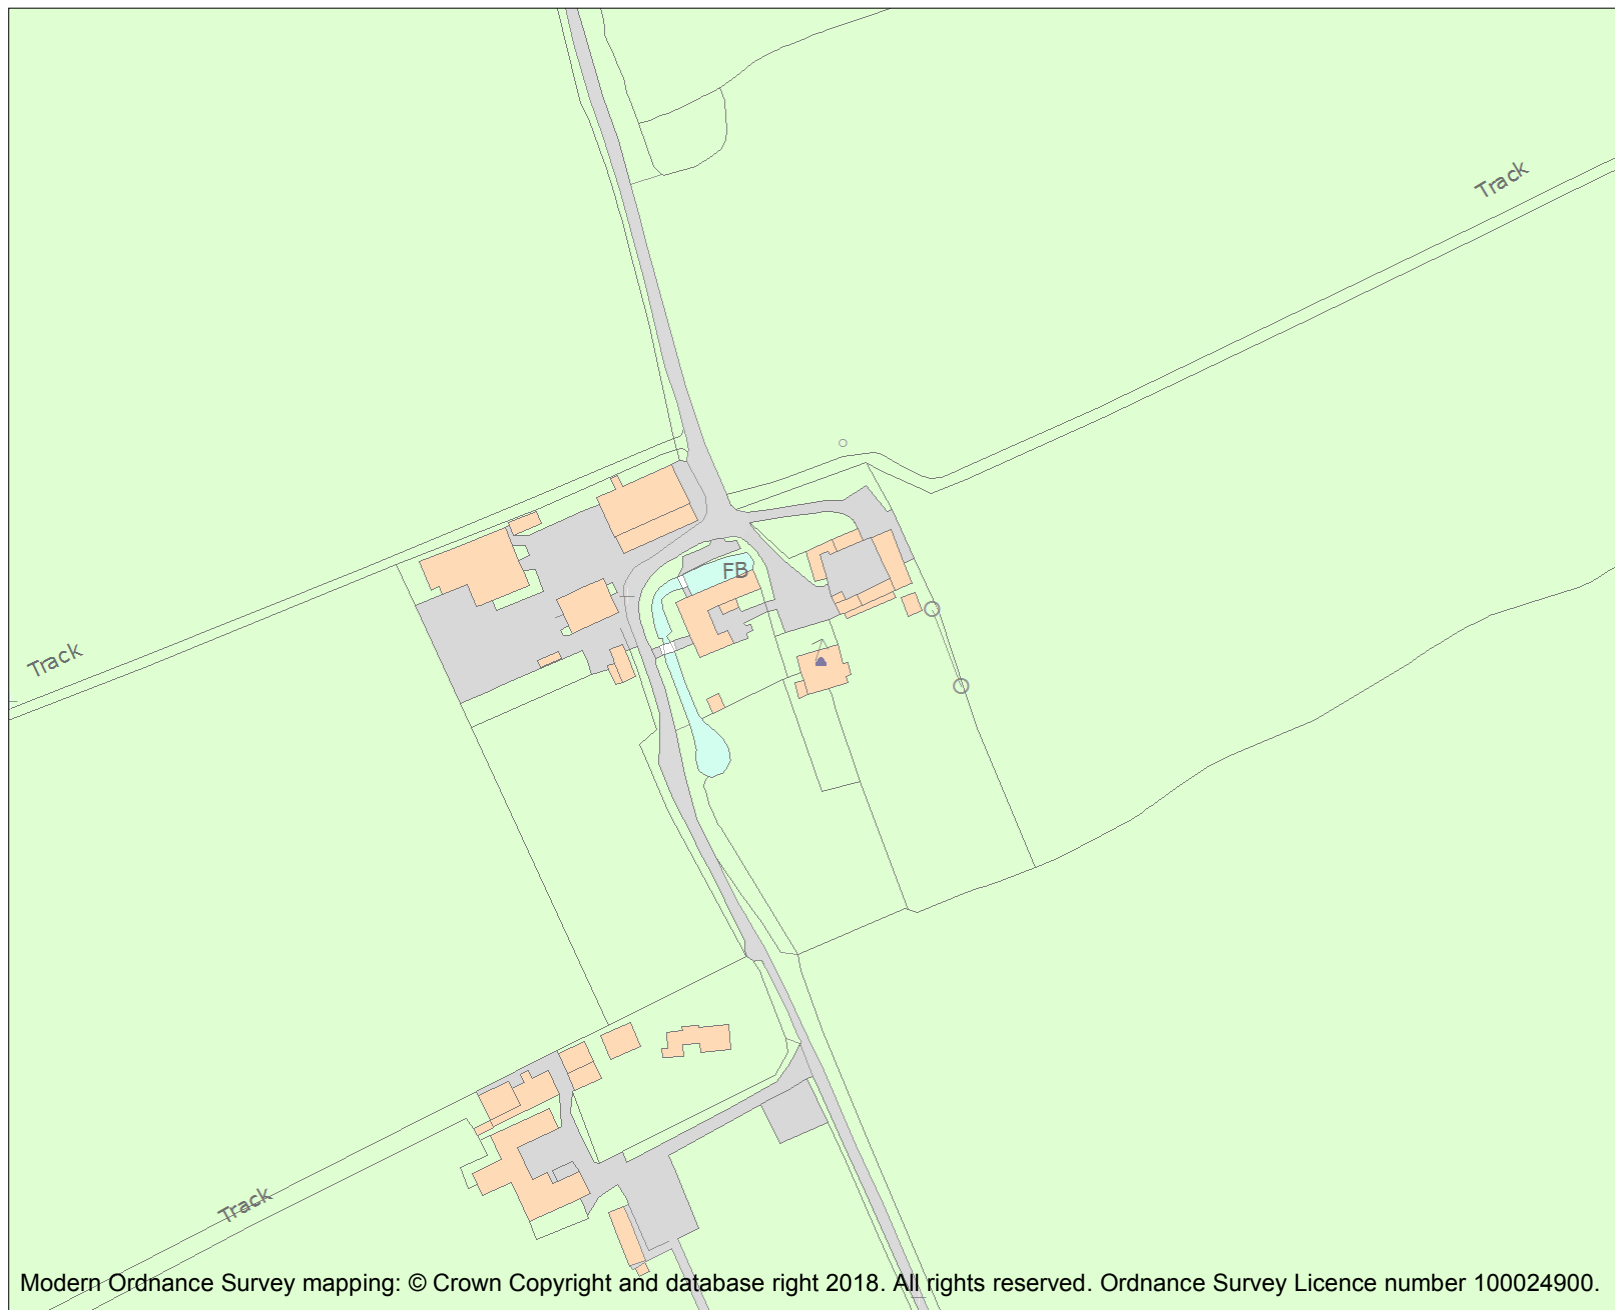 Track
FB
Track
Track
Modern Ordnance Survey mapping: © Crown Copyright and database right 2018. All rights reserved. Ordnance Survey Licence number 100024900.